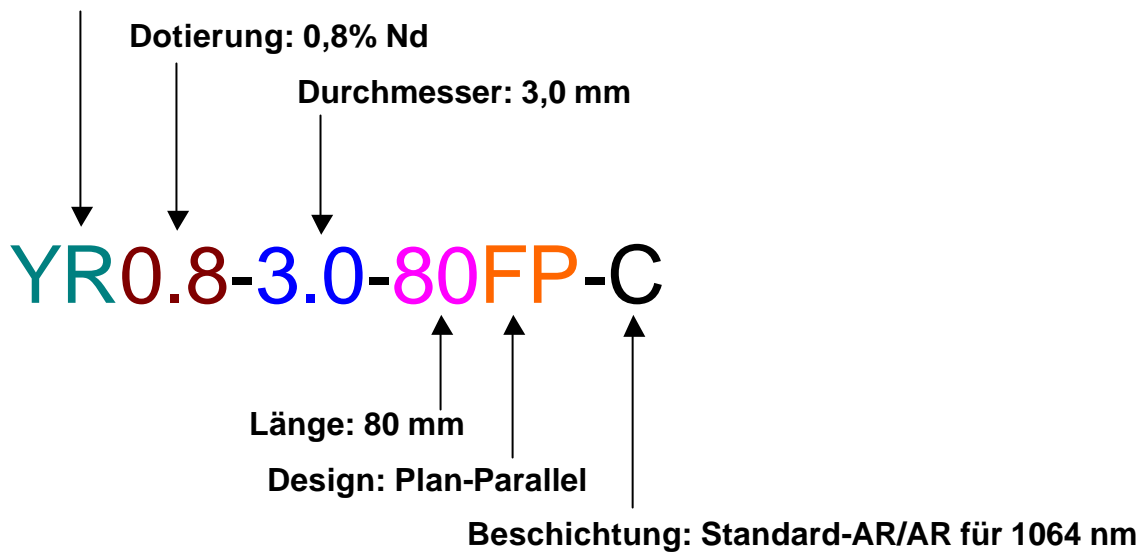 Dotierung: 0,8% Nd
Durchmesser: 3,0 mm
YR0.8-3.0-80FP-C
Länge: 80 mm
Design: Plan-Parallel
Beschichtung: Standard-AR/AR für 1064 nm